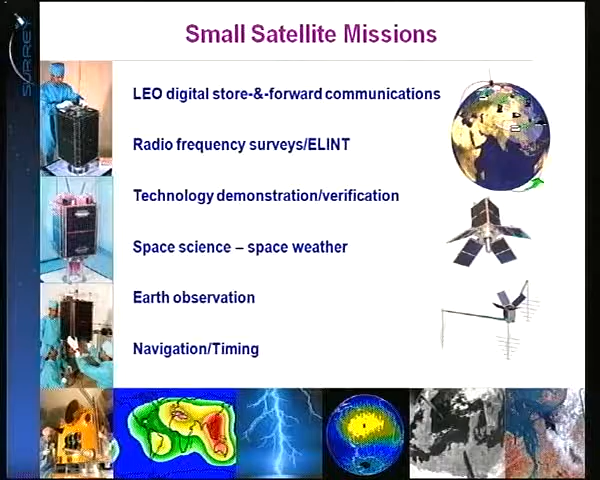 SURREY
Small Satellite Missions
LEO digital store-&-forward communications
Radio frequency surveys/ELINT
Technology demonstration/verification
Space science – space weather
Earth observation
Navigation/Timing